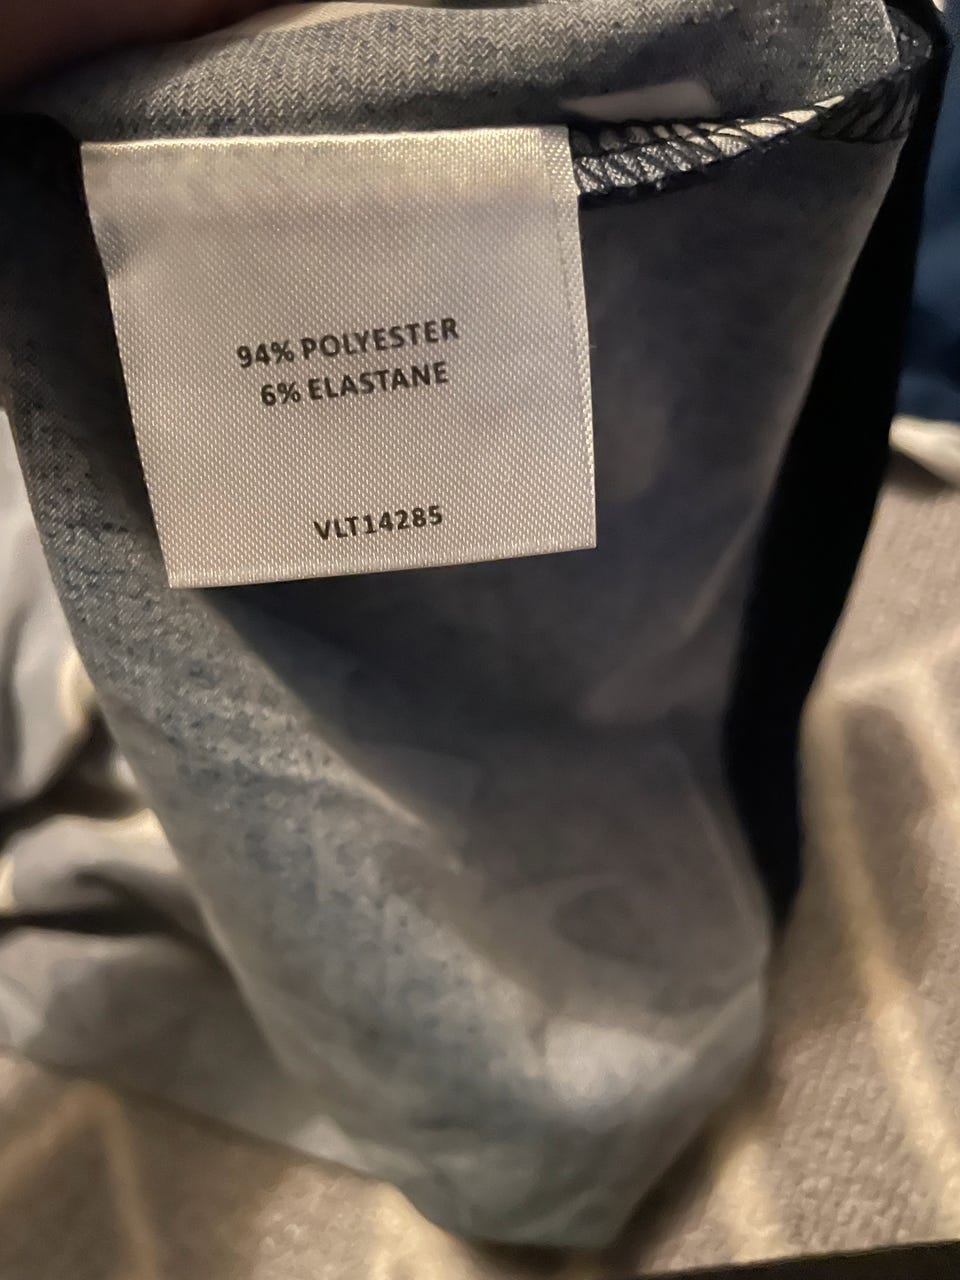 94% POLYESTER
6% ELASTANE
VLT14285